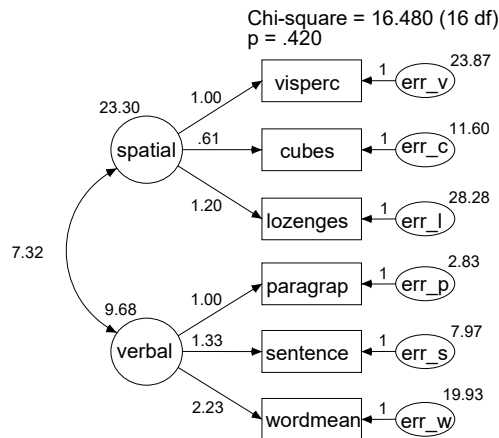 Chi-square = 16.480 (16 df)
p = .420
23.87
1
visperc
err_v
23.30
1.00
11.60
spatial
.61
cubes
1
err_c
1.20
28.28
lozenges
1
err_l
7.32
2.83
9.68
1.00
paragrap
1
err_p
7.97
verbal
1.33
sentence
1
err_s
2.23
19.93
wordmean
1
err_w